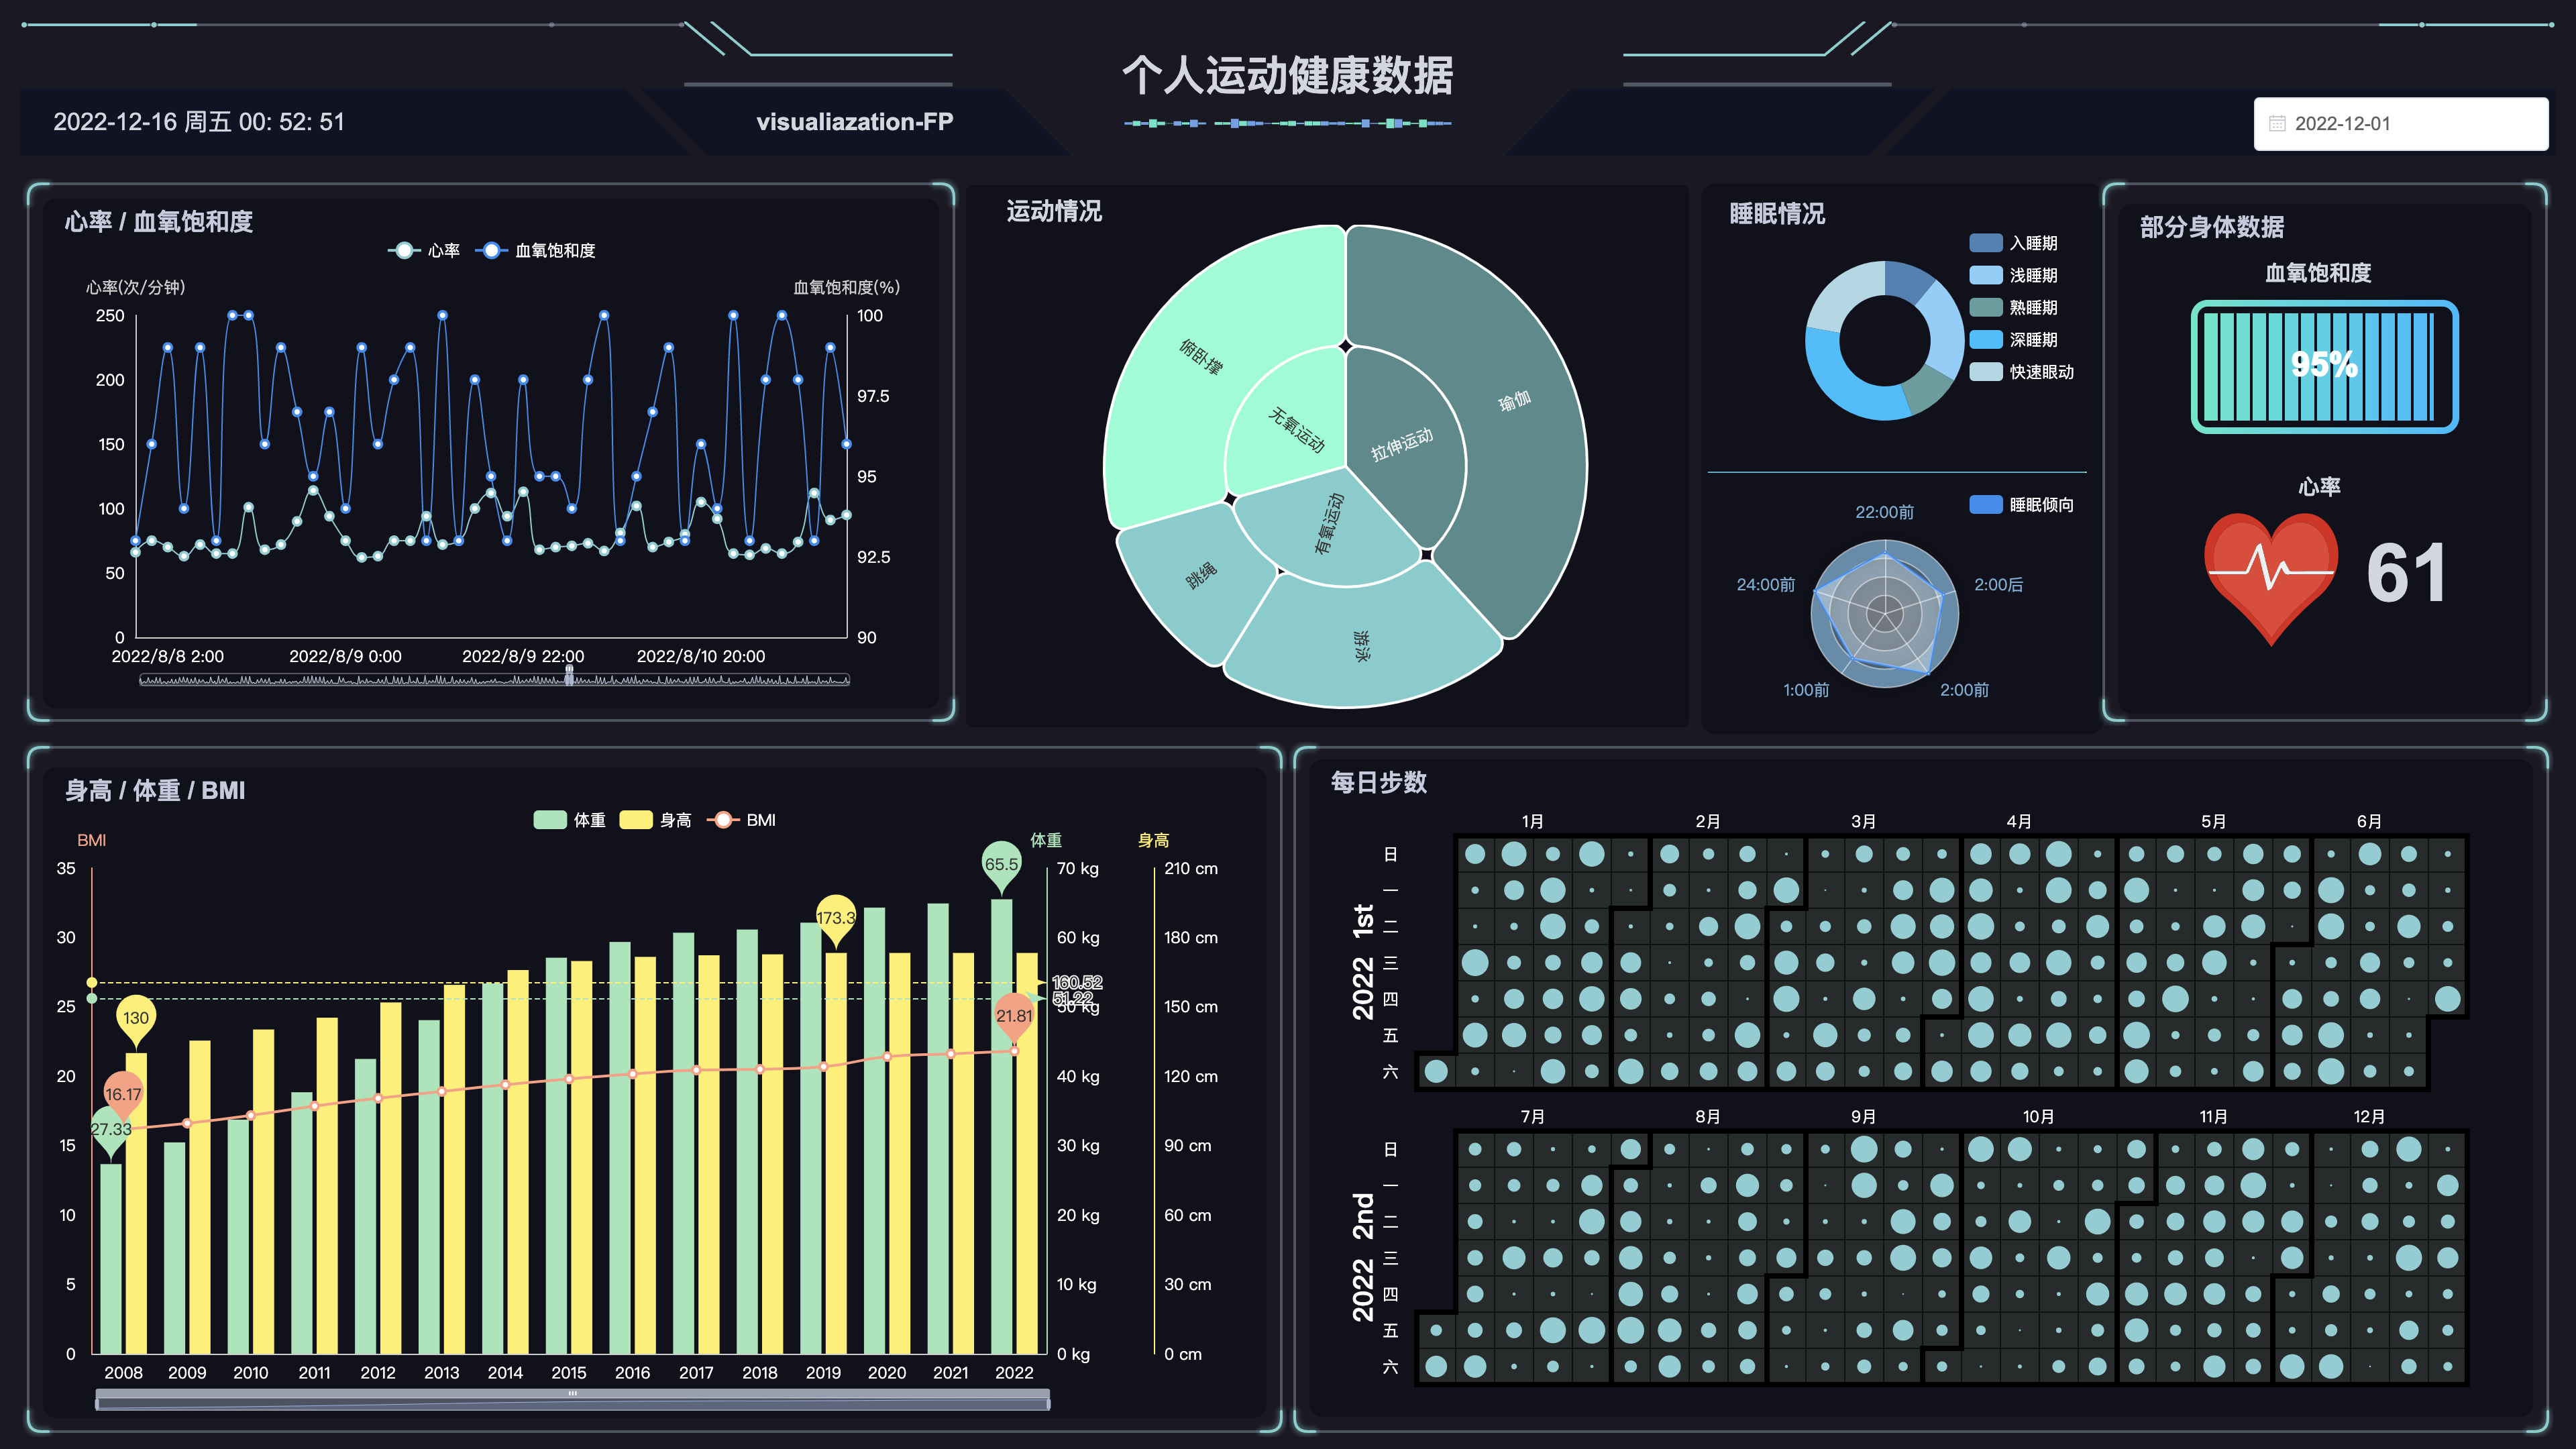 个人运动健康数据
2022-12-16 周五 00: 52: 51
visualiazation-FP
2022-12-01
心率 / 血氧饱和度
心率
血氧饱和度
心率(次/分钟)
血氧饱和度(%)
250
200
150
100
50
0
100
97.5
95
92.5
90
2022/8/8 2:00
2022/8/9 0:00
2022/8/9 22:00
2022/8/10 20:00
运动情况
俯卧撑
无氧运动
瑜伽
拉伸运动
有氧运动
跳绳
游泳
睡眠情况
入睡期
浅睡期
熟睡期
深睡期
快速眼动
睡眠倾向
22:00前
24:00前
2:00后
1:00前
2:00前
部分身体数据
血氧饱和度
95%
心率
61
身高 / 体重 / BMI
体重
身高
BMI
BMI
体重
身高
35
30
25
20
15
10
5
0
70 kg
60 kg
50 kg
40 kg
30 kg
20 kg
10 kg
0 kg
210 cm
180 cm
150 cm
120 cm
90 cm
60 cm
30 cm
0 cm
65.5
173.3
160.52
51.22
130
21.81
16.17
27.33
2008
2009
2010
2011
2012
2013
2014
2015
2016
2017
2018
2019
2020
2021
2022
每日步数
1月
2月
3月
4月
5月
6月
2022 1st
日
一
二
三
四
五
六
7月
8月
9月
10月
11月
12月
2022 2nd
日
一
二
三
四
五
六